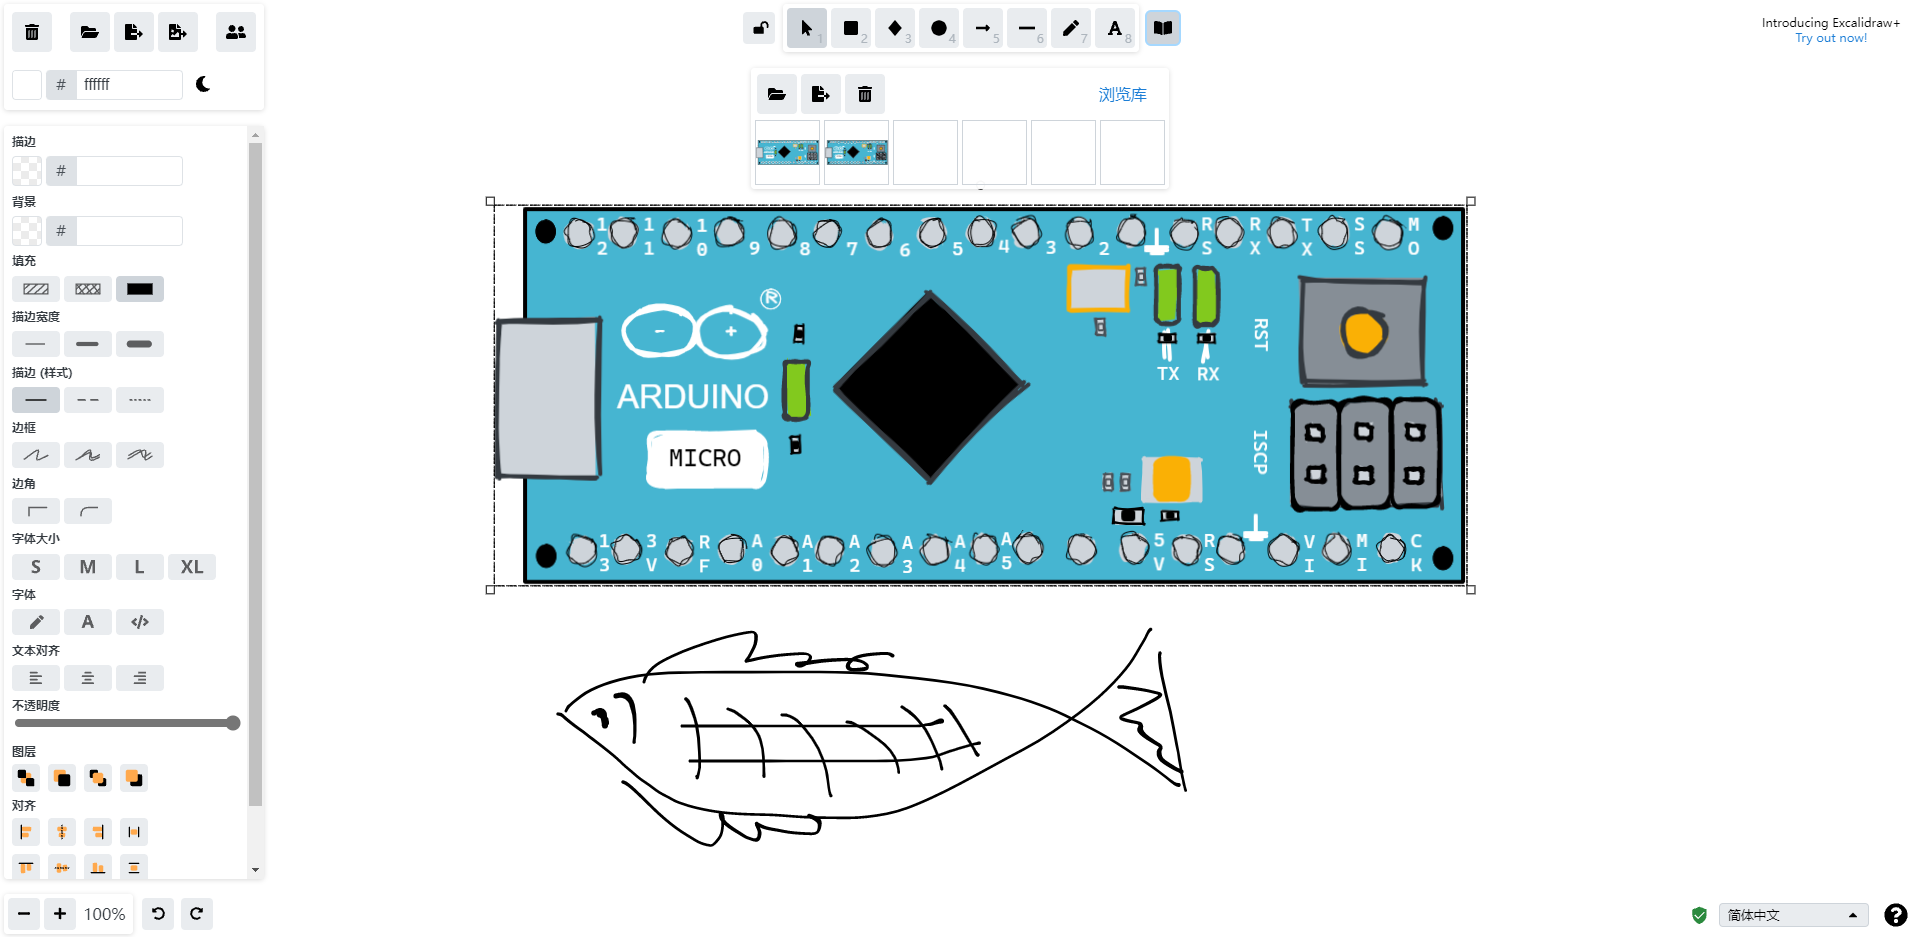 Introducing Excalidraw+
Try out now!
1
2
3
4
5
6
7
A 8
# ffffff
浏览库
描边
#
背景
#
填充
描边宽度
描边 (样式)
边框
边角
字体大小
S M L XL
字体
A </>
文本对齐
不透明度
图层
对齐
100%
简体中文
?
12 11 10 9 8 7 6 5 4 3 2 RS RX TX SS MO
®
- +
ARDUINO
MICRO
TX RX
RST
ISCP
13 3V RF A0 A1 A2 A3 A4 A5 5V RS VI MI CK